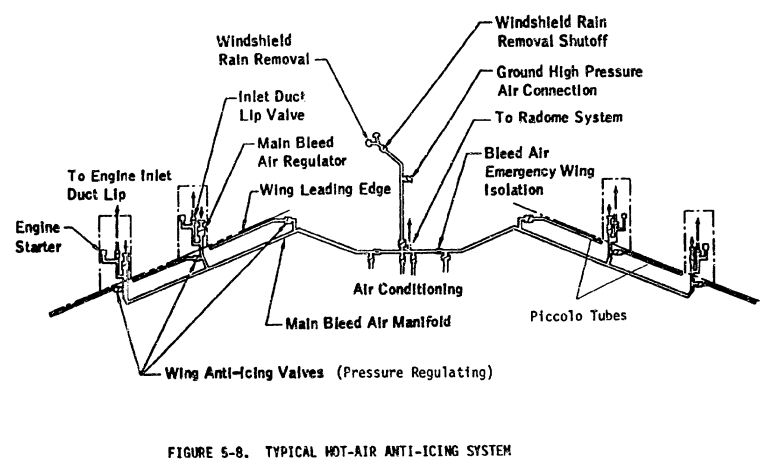 Windshield Rain
Removal Shutoff
Windshield
Rain Removal
Ground High Pressure
Air Connection
Inlet Duct
Lip Valve
To Radome System
Main Bleed
Air Regulator
Bleed Air
Emergency Wing
Isolation
To Engine Inlet
Duct Lip
Wing Leading Edge
Engine
Starter
Air Conditioning
Main Bleed Air Manifold
Piccolo Tubes
Wing Anti-Icing Valves (Pressure Regulating)
FIGURE 5-8. TYPICAL HOT-AIR ANTI-ICING SYSTEM